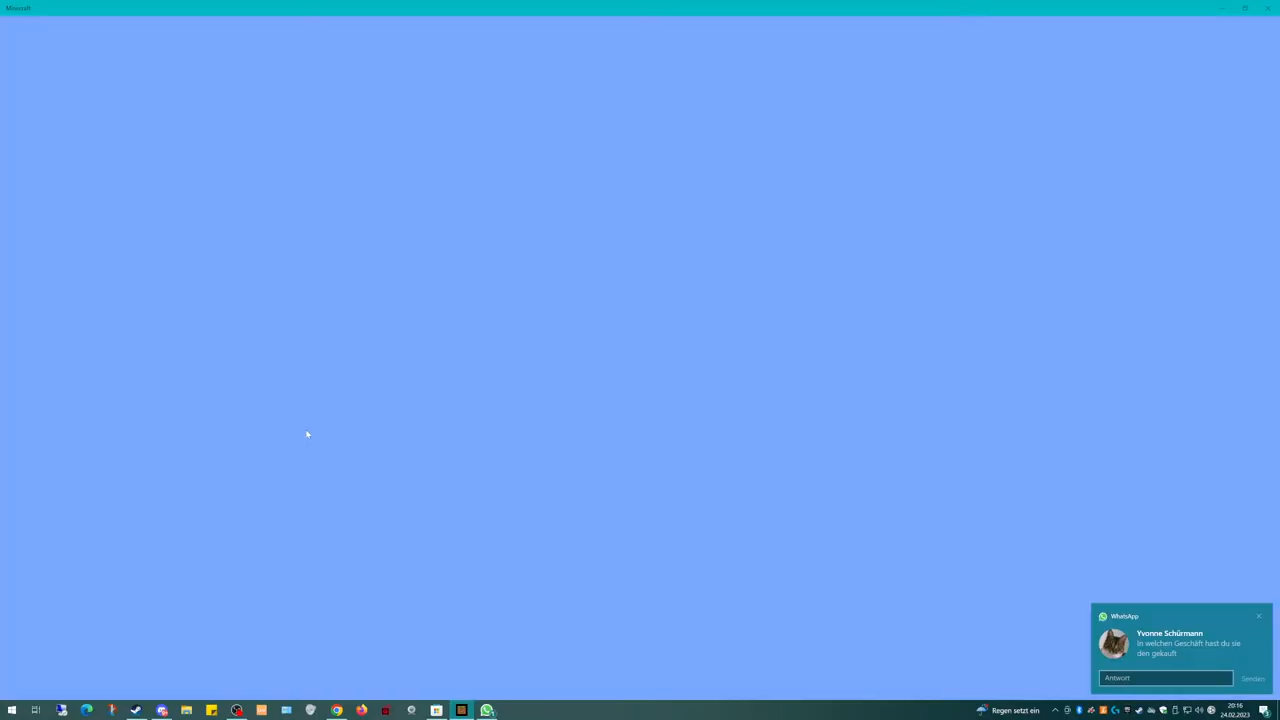 Minecraft
WhatsApp
Yvonne Schürmann
In welchen Geschäft hast du sie
den gekauft
Antwort
Senden
Regen setzt ein
20:16
24.02.2023